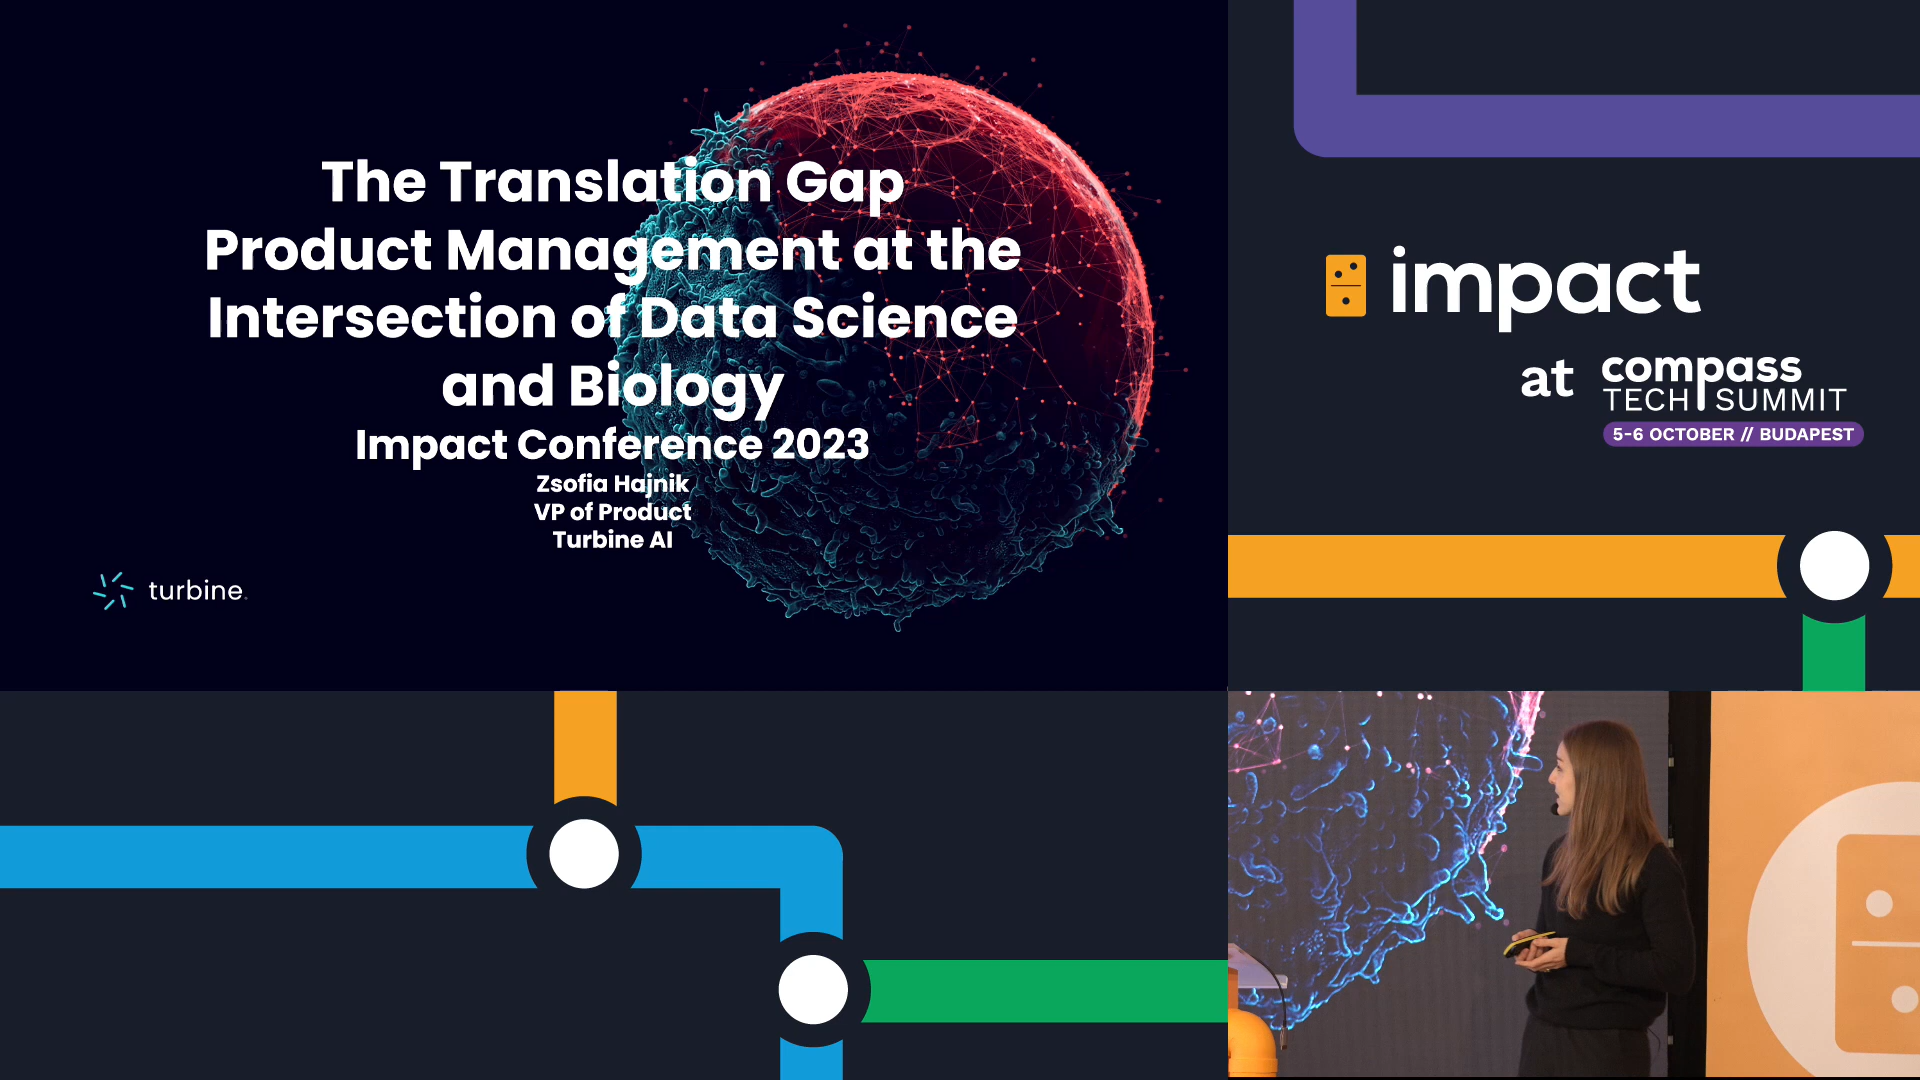 The Translation Gap
Product Management at the
Intersection of Data Science
and Biology
Impact Conference 2023
Zsofia Hajnik
VP of Product
Turbine AI
turbine.
impact
at compass
TECH SUMMIT
5-6 OCTOBER // BUDAPEST